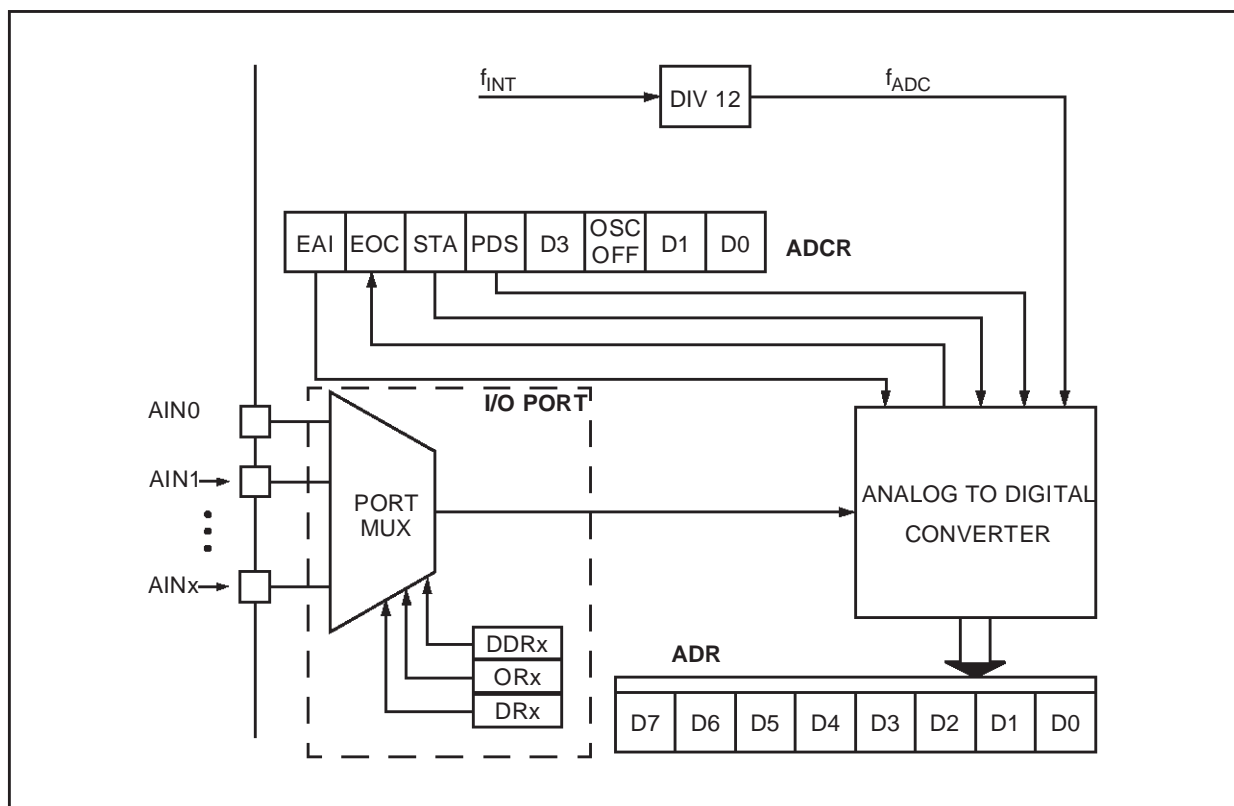 fINT
DIV 12
fADC
EAI EOC STA PDS D3 OSC OFF D1 D0
ADCR
I/O PORT
AIN0
AIN1
AINx
PORT
MUX
ANALOG TO DIGITAL
CONVERTER
DDRx
ORx
DRx
ADR
D7 D6 D5 D4 D3 D2 D1 D0